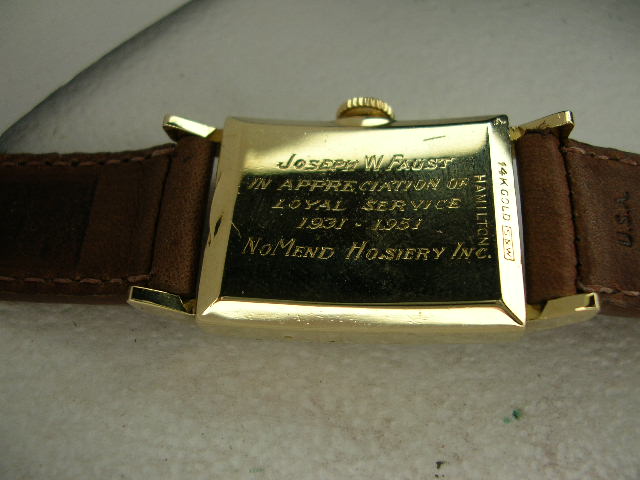 JOSEPH W. FAUST
IN APPRECIATION OF
LOYAL SERVICE
1931 - 1951
NOMEND HOSIERY INC.
HAMILTON
14K GOLD
U.S.A.